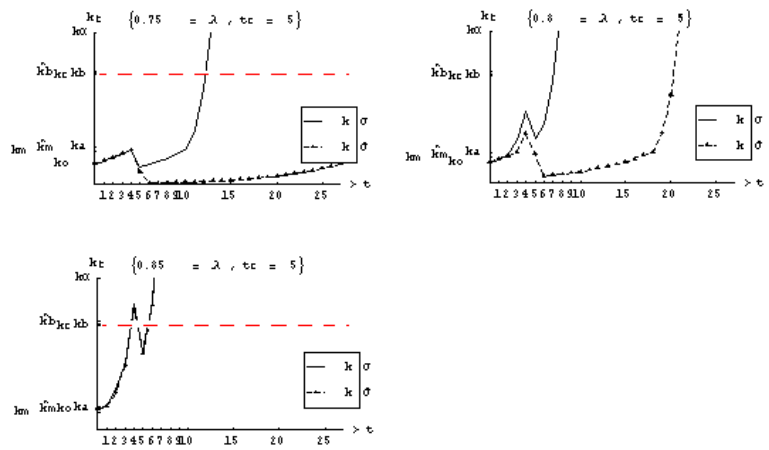 kt {0.75 = λ , tc = 5}
kα
k̂b kc kb
km k̂m ka
ko
k σ
k σ̂
1 2 3 4 5 6 7 8 9 10 15 20 25 > t
kt {0.8 = λ , tc = 5}
kα
k̂b kc kb
km k̂m ko ka
k σ
k σ̂
1 2 3 4 5 6 7 8 9 10 15 20 25 > t
kt {0.85 = λ , tc = 5}
kα
k̂b kc kb
km k̂m ko ka
k σ
k σ̂
1 2 3 4 5 6 7 8 9 10 15 20 25 > t